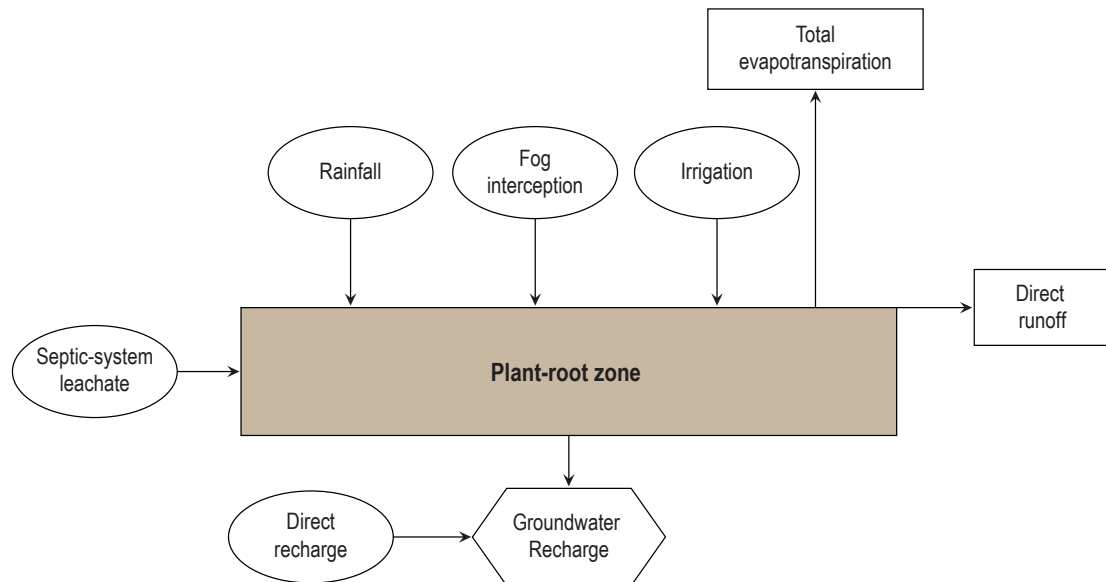 Total
evapotranspiration
Rainfall
Fog
interception
Irrigation
Direct
runoff
Septic-system
leachate
Plant-root zone
Direct
recharge
Groundwater
Recharge